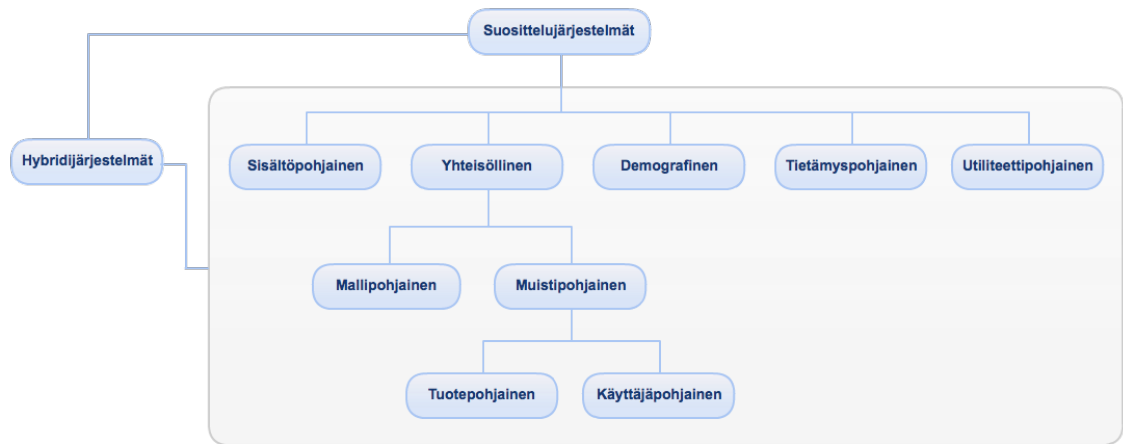 Suosittelujärjestelmät
Hybridijärjestelmät
Sisältöpohjainen
Yhteisöllinen
Demografinen
Tietämyspohjainen
Utiliteettipohjainen
Mallipohjainen
Muistipohjainen
Tuotepohjainen
Käyttäjäpohjainen